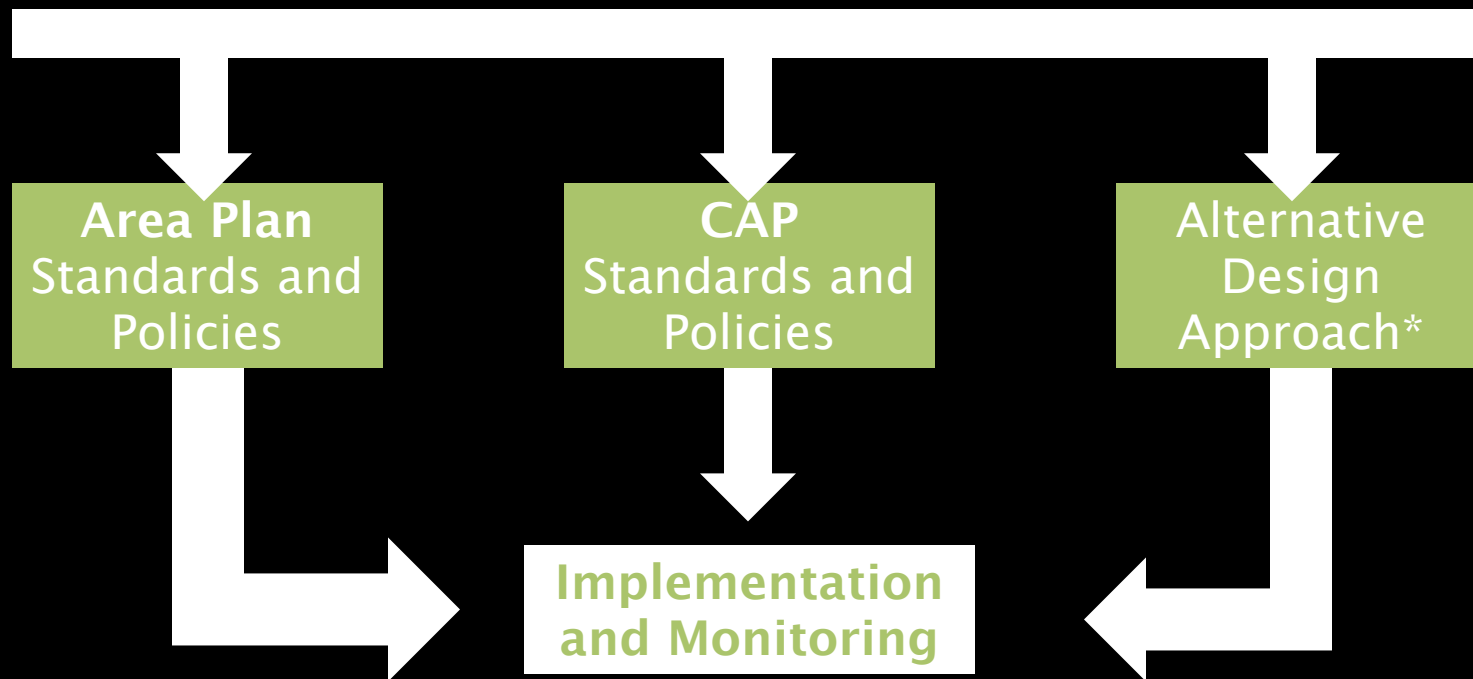 Area Plan
Standards and
Policies
CAP
Standards and
Policies
Alternative
Design
Approach*
Implementation
and Monitoring